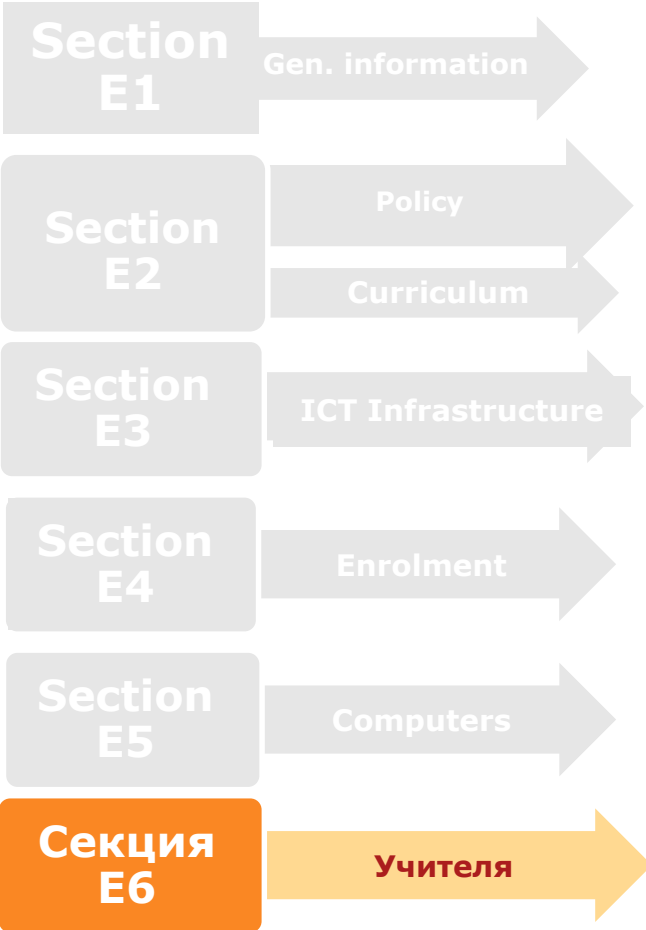 Section
E1
Gen. information
Section
E2
Policy
Curriculum
Section
E3
ICT Infrastructure
Section
E4
Enrolment
Section
E5
Computers
Секция
E6
Учителя